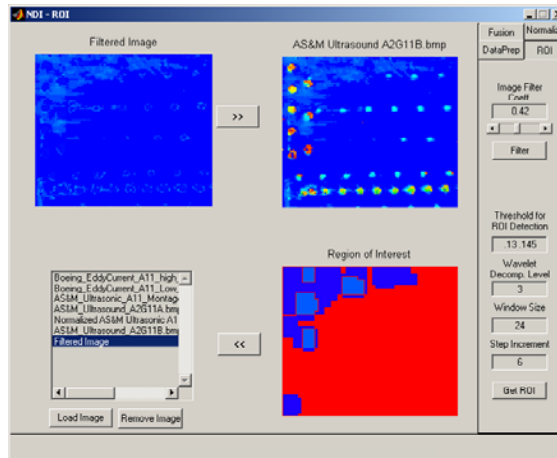 NDI - ROI
Fusion
DataPrep
ROI
Filtered Image
AS&M Ultrasound A2G11B.bmp
>>
Image Filter
Coeff
0.42
Filter
Threshold for
ROI Detection
.13 .145
Wavelet
Decomp. Level
3
Window Size
24
Step Increment
6
Get ROI
Region of Interest
Boeing_EddyCurrent_A11_high_
Boeing_EddyCurrent_A11_Low_
AS&M_Ultrasonic_A11_Montag
AS&M_Ultrasound_A2G11A.bmp
Normalized AS&M Ultrasonic A1
AS&M_Ultrasound_A2G11B.bmp
Filtered Image
<<
Load Image
Remove Image